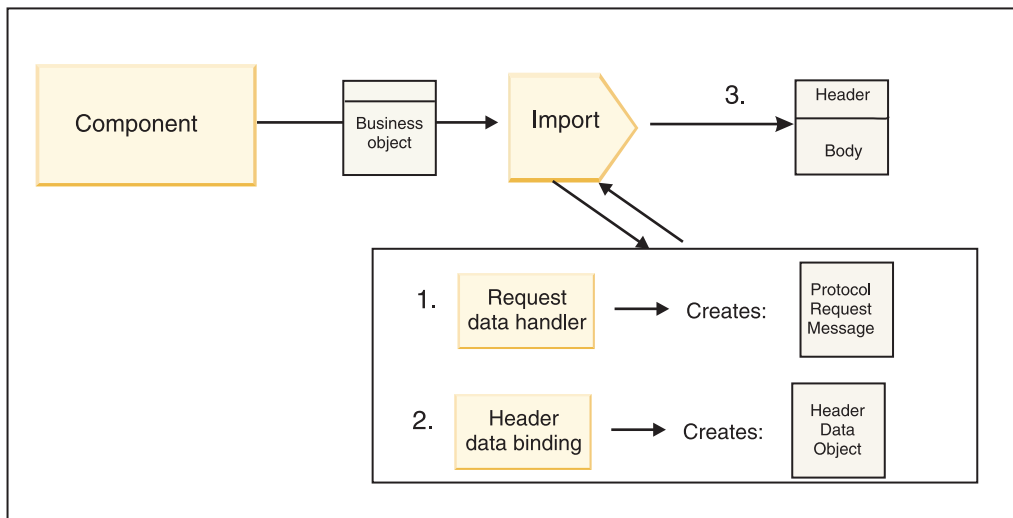 Component
Business
object
Import
3.
Header
Body
1.
Request
data handler
Creates:
Protocol
Request
Message
2.
Header
data binding
Creates:
Header
Data
Object